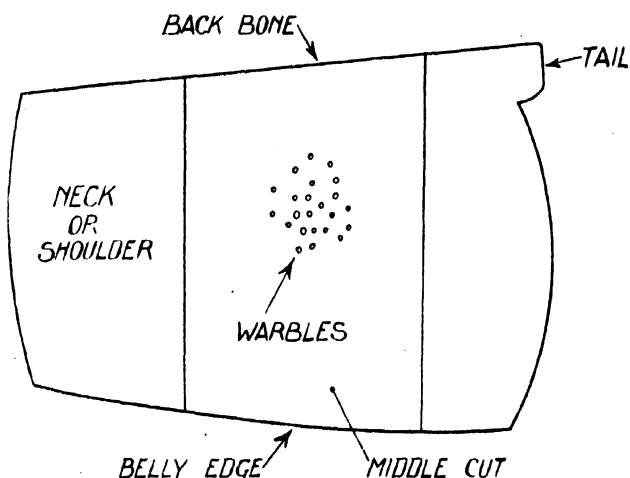 BACK BONE
TAIL
NECK
OR
SHOULDER
WARBLES
BELLY EDGE
MIDDLE CUT